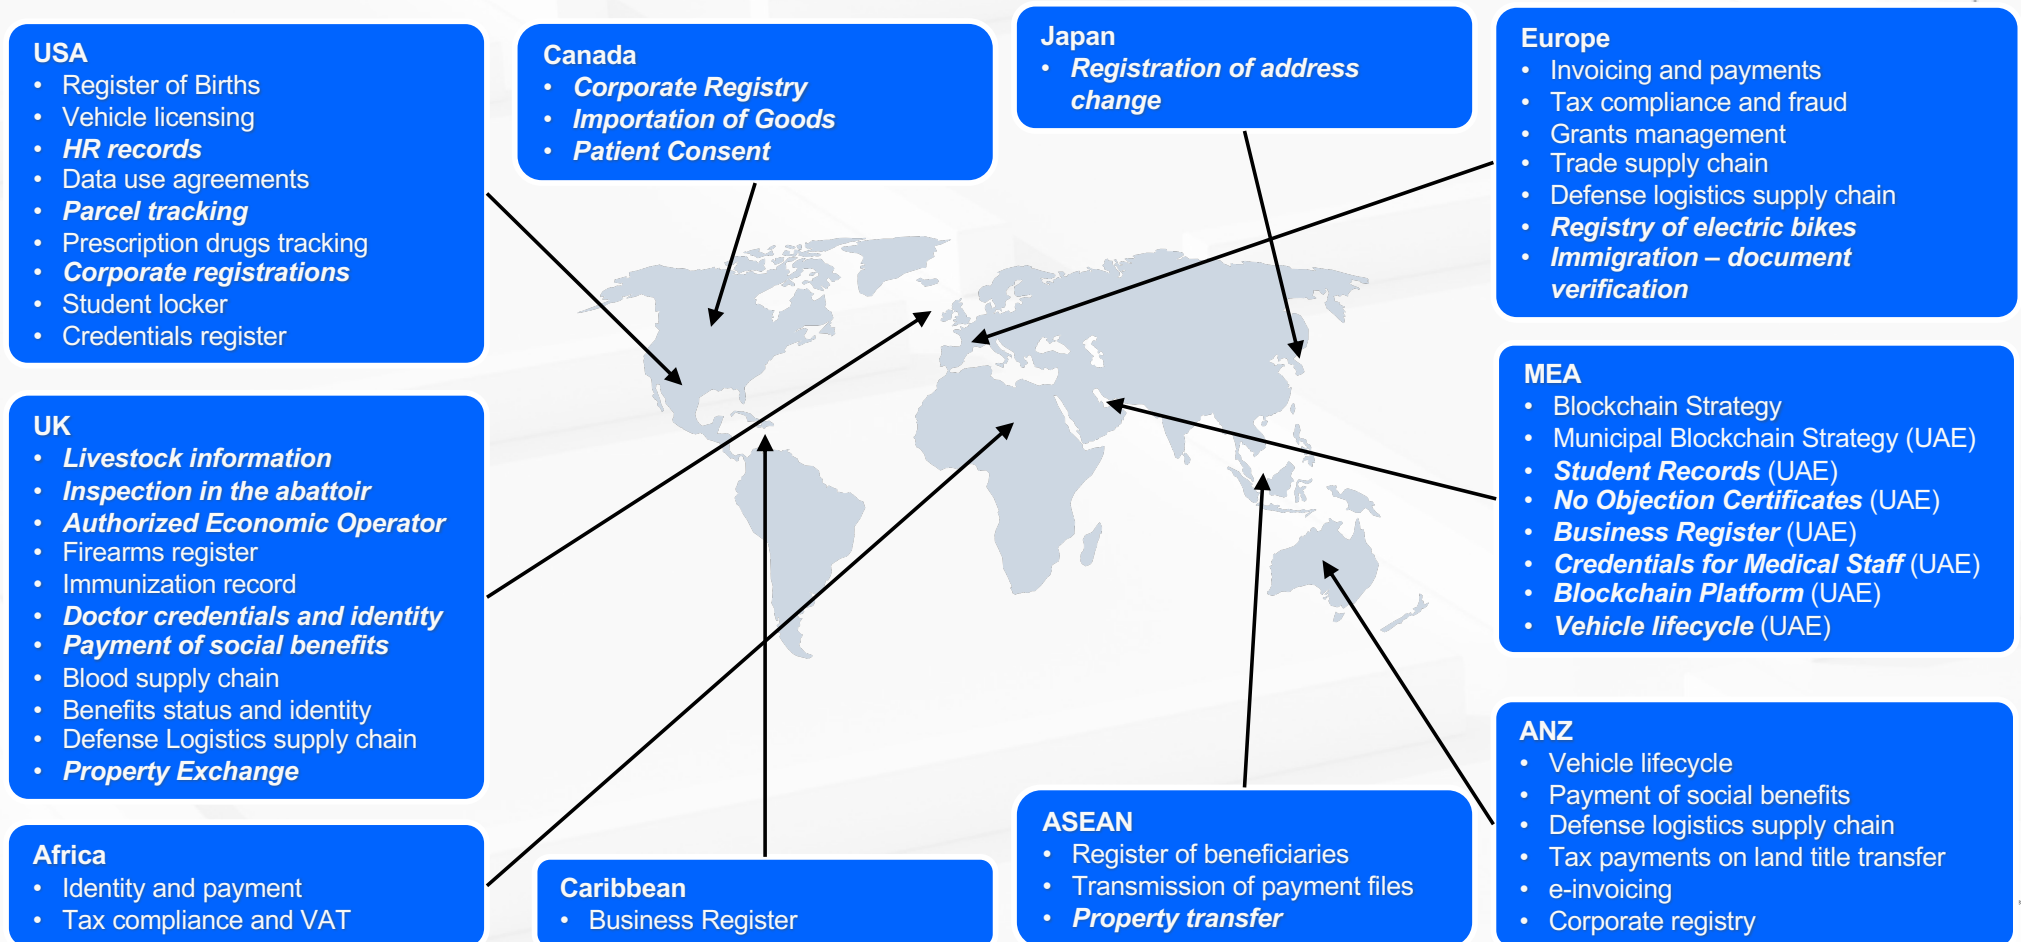 USA
• Register of Births
• Vehicle licensing
• HR records
• Data use agreements
• Parcel tracking
• Prescription drugs tracking
• Corporate registrations
• Student locker
• Credentials register
Canada
• Corporate Registry
• Importation of Goods
• Patient Consent
Japan
• Registration of address
change
Europe
• Invoicing and payments
• Tax compliance and fraud
• Grants management
• Trade supply chain
• Defense logistics supply chain
• Registry of electric bikes
• Immigration – document
verification
UK
• Livestock information
• Inspection in the abattoir
• Authorized Economic Operator
• Firearms register
• Immunization record
• Doctor credentials and identity
• Payment of social benefits
• Blood supply chain
• Benefits status and identity
• Defense Logistics supply chain
• Property Exchange
MEA
• Blockchain Strategy
• Municipal Blockchain Strategy (UAE)
• Student Records (UAE)
• No Objection Certificates (UAE)
• Business Register (UAE)
• Credentials for Medical Staff (UAE)
• Blockchain Platform (UAE)
• Vehicle lifecycle (UAE)
Africa
• Identity and payment
• Tax compliance and VAT
Caribbean
• Business Register
ASEAN
• Register of beneficiaries
• Transmission of payment files
• Property transfer
ANZ
• Vehicle lifecycle
• Payment of social benefits
• Defense logistics supply chain
• Tax payments on land title transfer
• e-invoicing
• Corporate registry